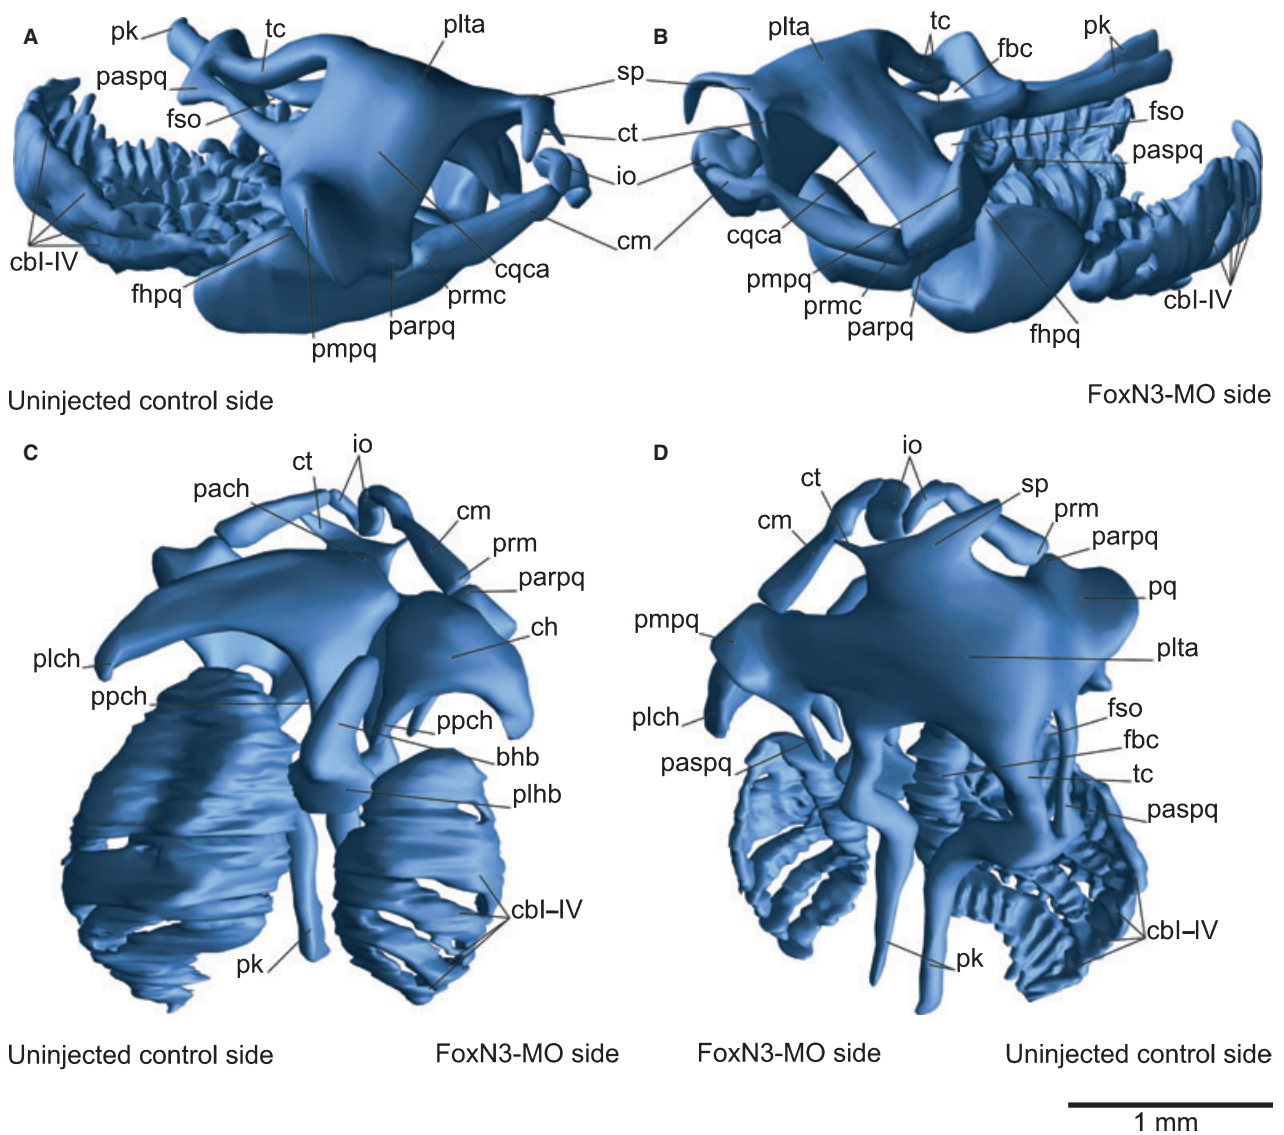 A
pk
tc
plta
paspq
fso
cbI-IV
fhpq
pmpq
parpq
prmc
cqca
sp
ct
io
cm
B
plta
tc
fbc
pk
fso
paspq
cqca
pmpq
prmc
parpq
fhpq
cbI-IV
Uninjected control side
FoxN3-MO side
C
io
ct
pach
cm
prm
parpq
ch
plch
ppch
ppch
bhb
plhb
cbI–IV
pk
D
io
ct
sp
cm
prm
parpq
pq
pmpq
plta
plch
fso
paspq
fbc
tc
paspq
cbI–IV
pk
Uninjected control side
FoxN3-MO side
FoxN3-MO side
Uninjected control side
1 mm